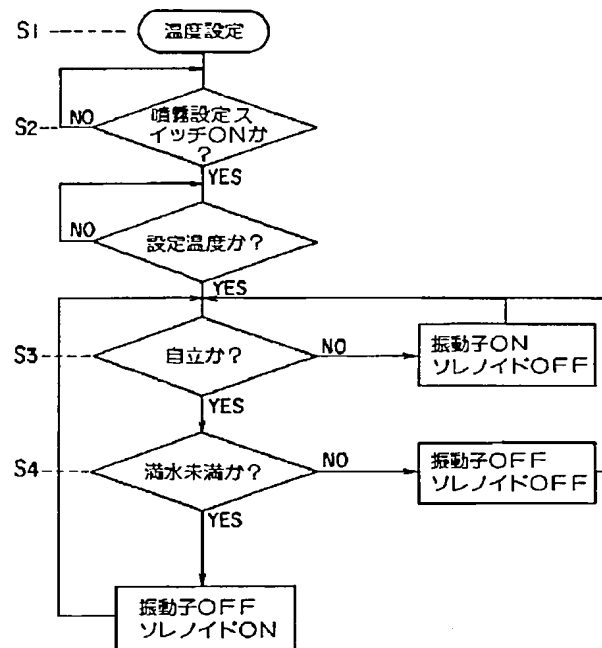 S1
温度設定
噴霧設定ス
イッチONか
?
NO
S2
YES
NO
設定温度か?
YES
S3
自立か?
NO
振動子ON
ソレノイドOFF
YES
S4
満水未満か?
NO
振動子OFF
ソレノイドOFF
YES
振動子OFF
ソレノイドON